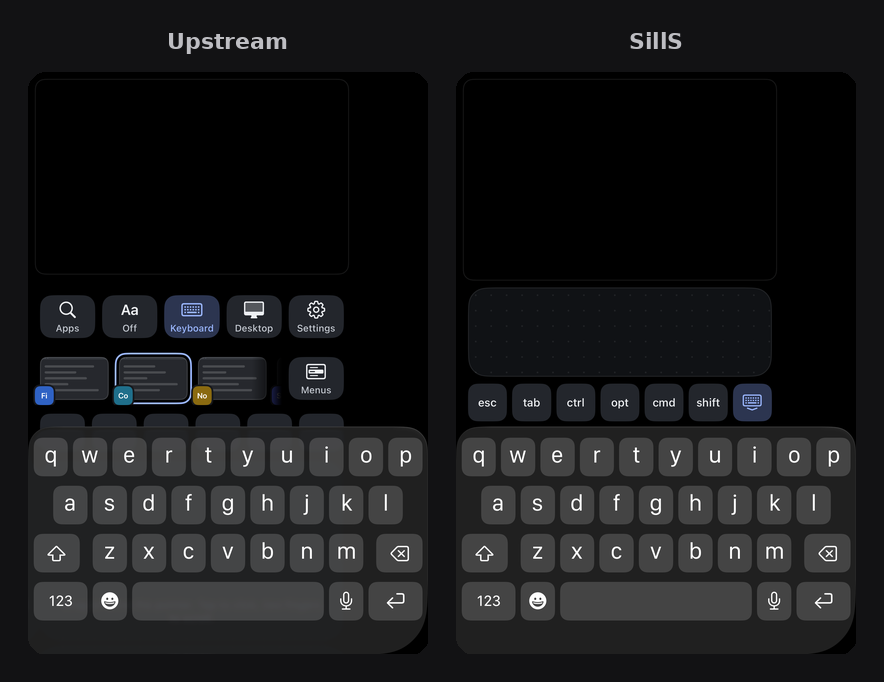 Upstream
SillS
Apps
Aa
Off
Keyboard
Desktop
Settings
Fi
Co
No
Menus
q w e r t y u i o p
a s d f g h j k l
z x c v b n m
123
esc tab ctrl opt cmd shift
q w e r t y u i o p
a s d f g h j k l
z x c v b n m
123